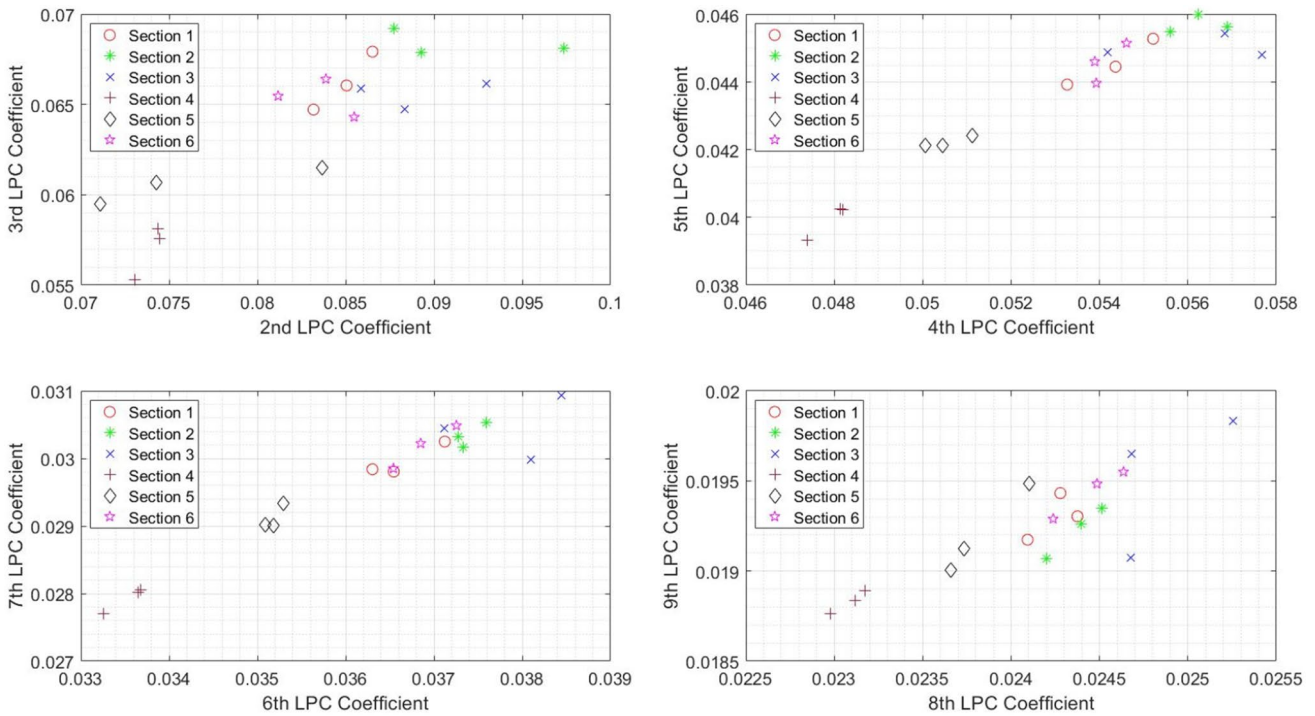 0.07
Section 1
Section 2
Section 3
Section 4
Section 5
Section 6
0.065
0.06
0.055
3rd LPC Coefficient
0.07 0.075 0.08 0.085 0.09 0.095 0.1
2nd LPC Coefficient
0.046
Section 1
Section 2
Section 3
Section 4
Section 5
Section 6
0.044
0.042
0.04
0.038
5th LPC Coefficient
0.046 0.048 0.05 0.052 0.054 0.056 0.058
4th LPC Coefficient
0.031
Section 1
Section 2
Section 3
Section 4
Section 5
Section 6
0.03
0.029
0.028
0.027
7th LPC Coefficient
0.033 0.034 0.035 0.036 0.037 0.038 0.039
6th LPC Coefficient
0.02
Section 1
Section 2
Section 3
Section 4
Section 5
Section 6
0.0195
0.019
0.0185
9th LPC Coefficient
0.0225 0.023 0.0235 0.024 0.0245 0.025 0.0255
8th LPC Coefficient